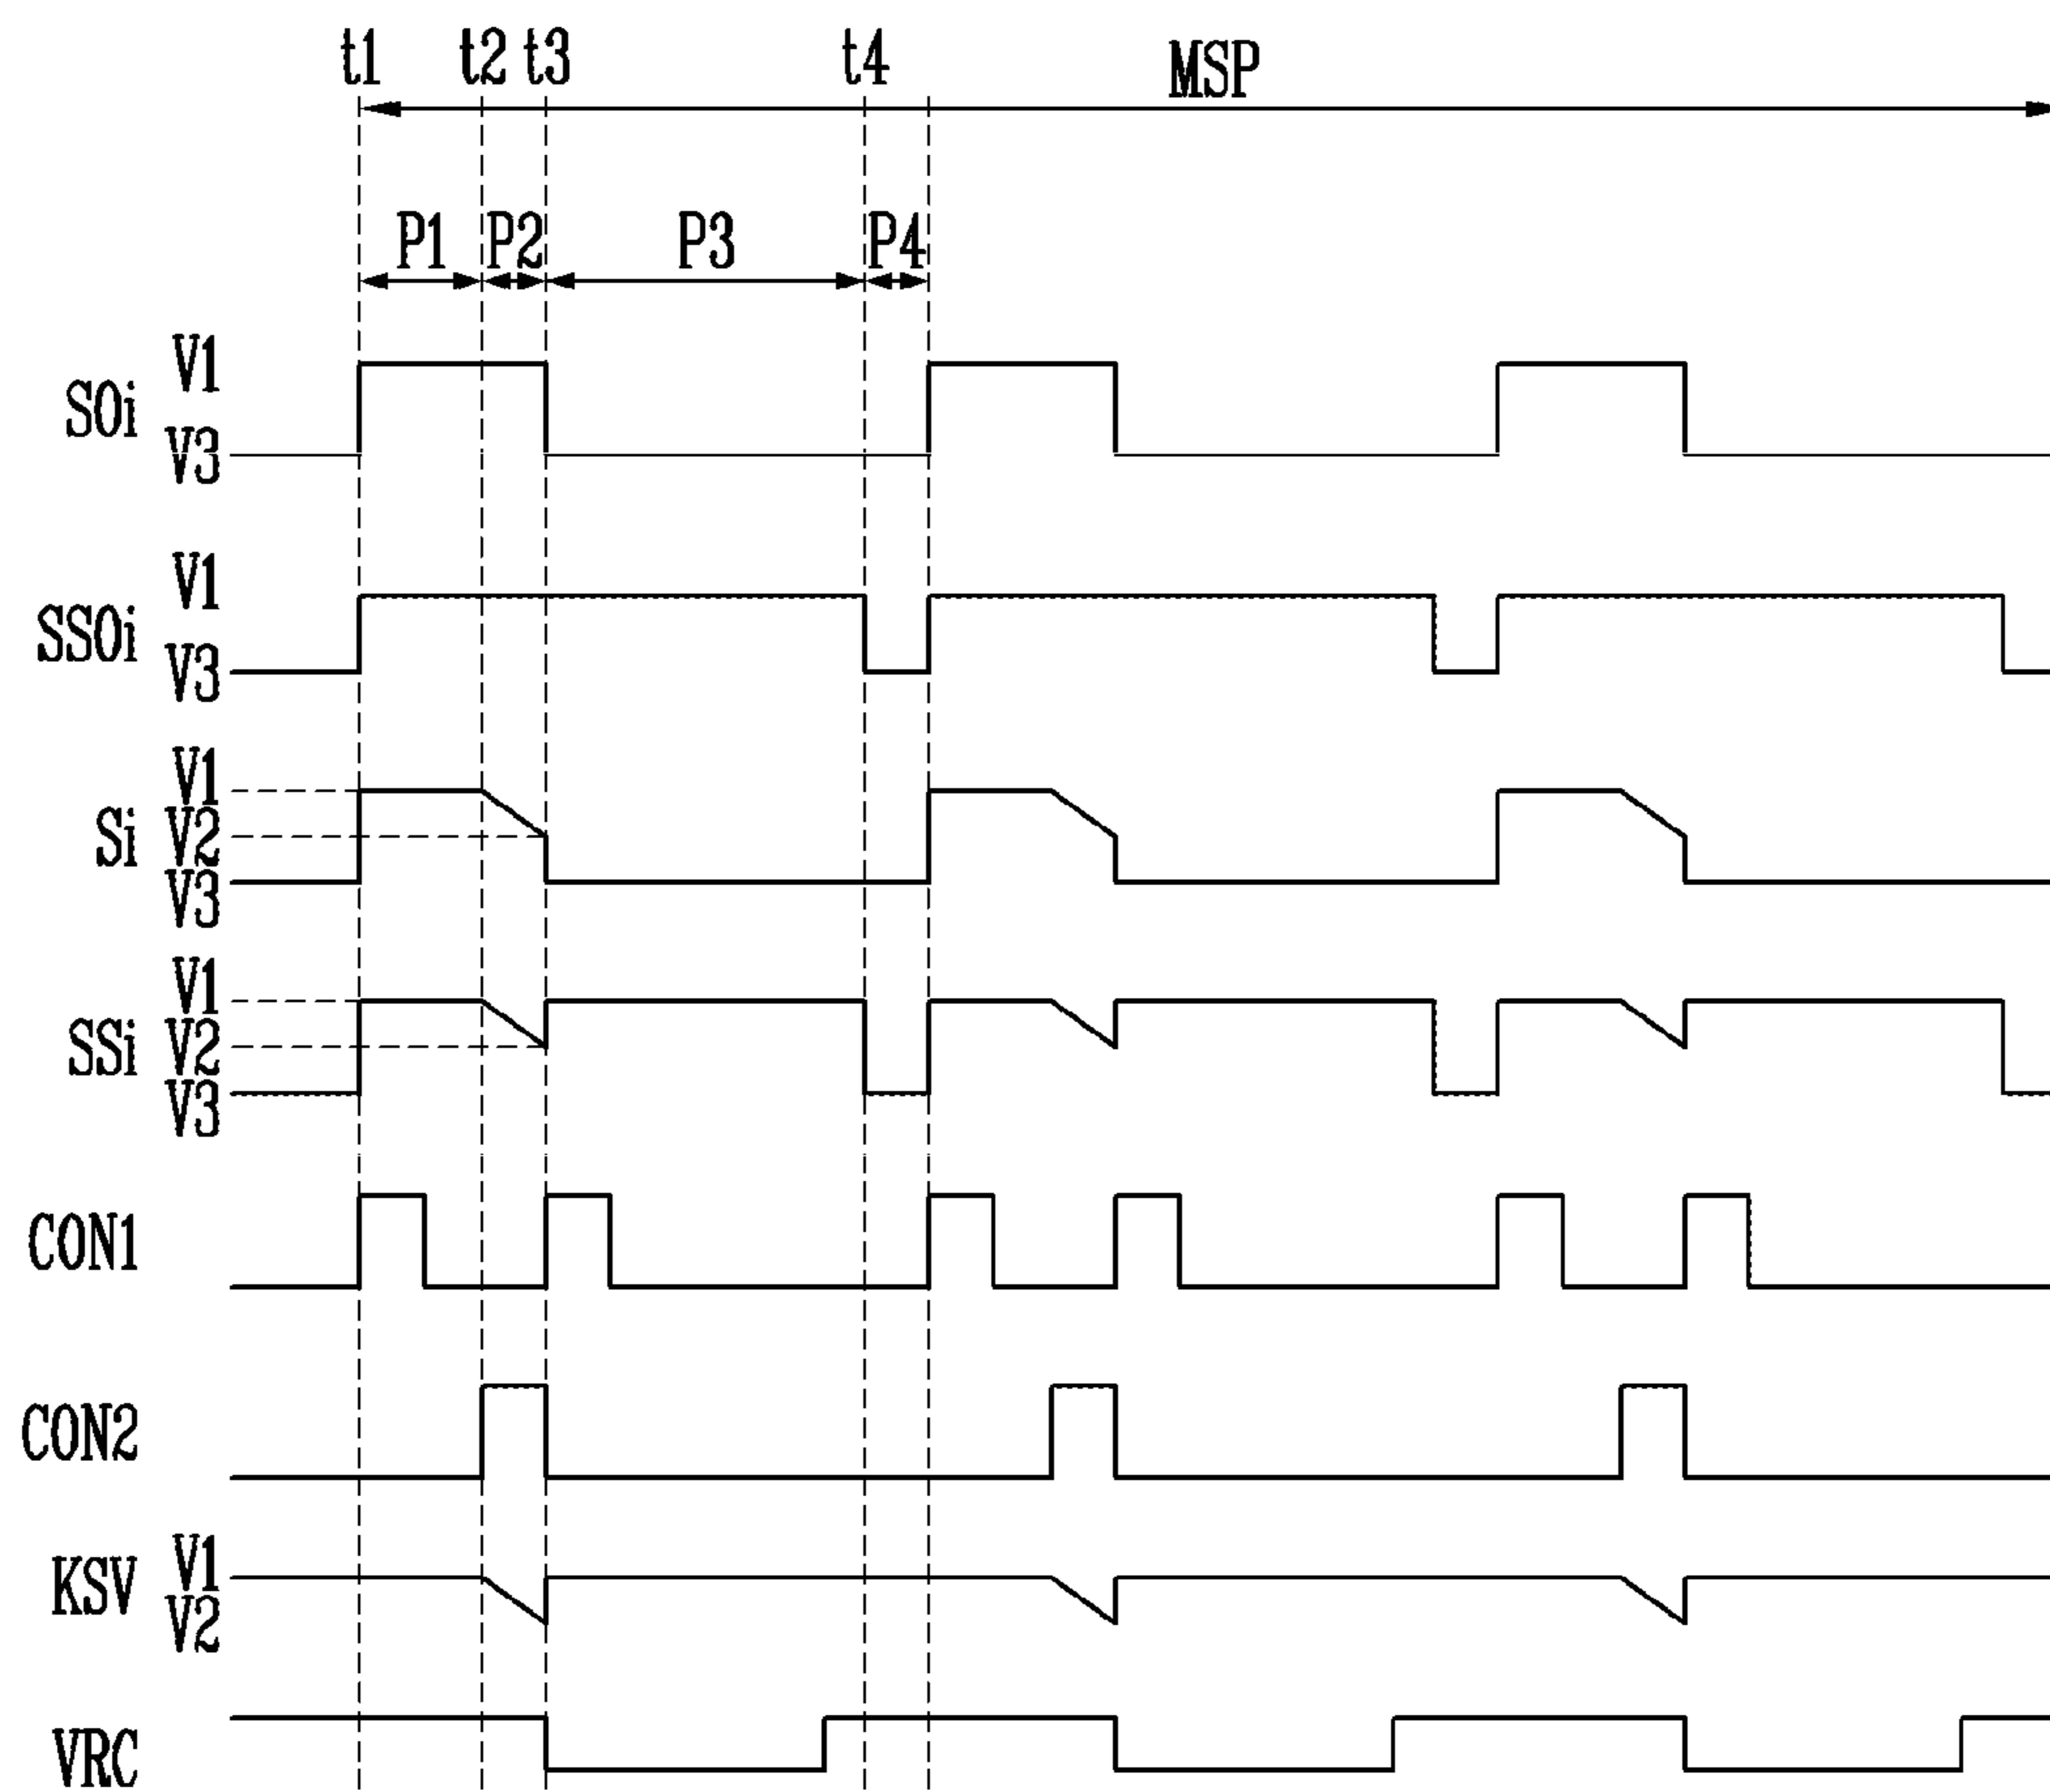 t1 t2 t3 t4 MSP
P1 P2 P3 P4
V1
SOi
V3
V1
SSOi
V3
V1
Si V2
V3
V1
SSi V2
V3
CON1
CON2
V1
KSV
V2
VRC